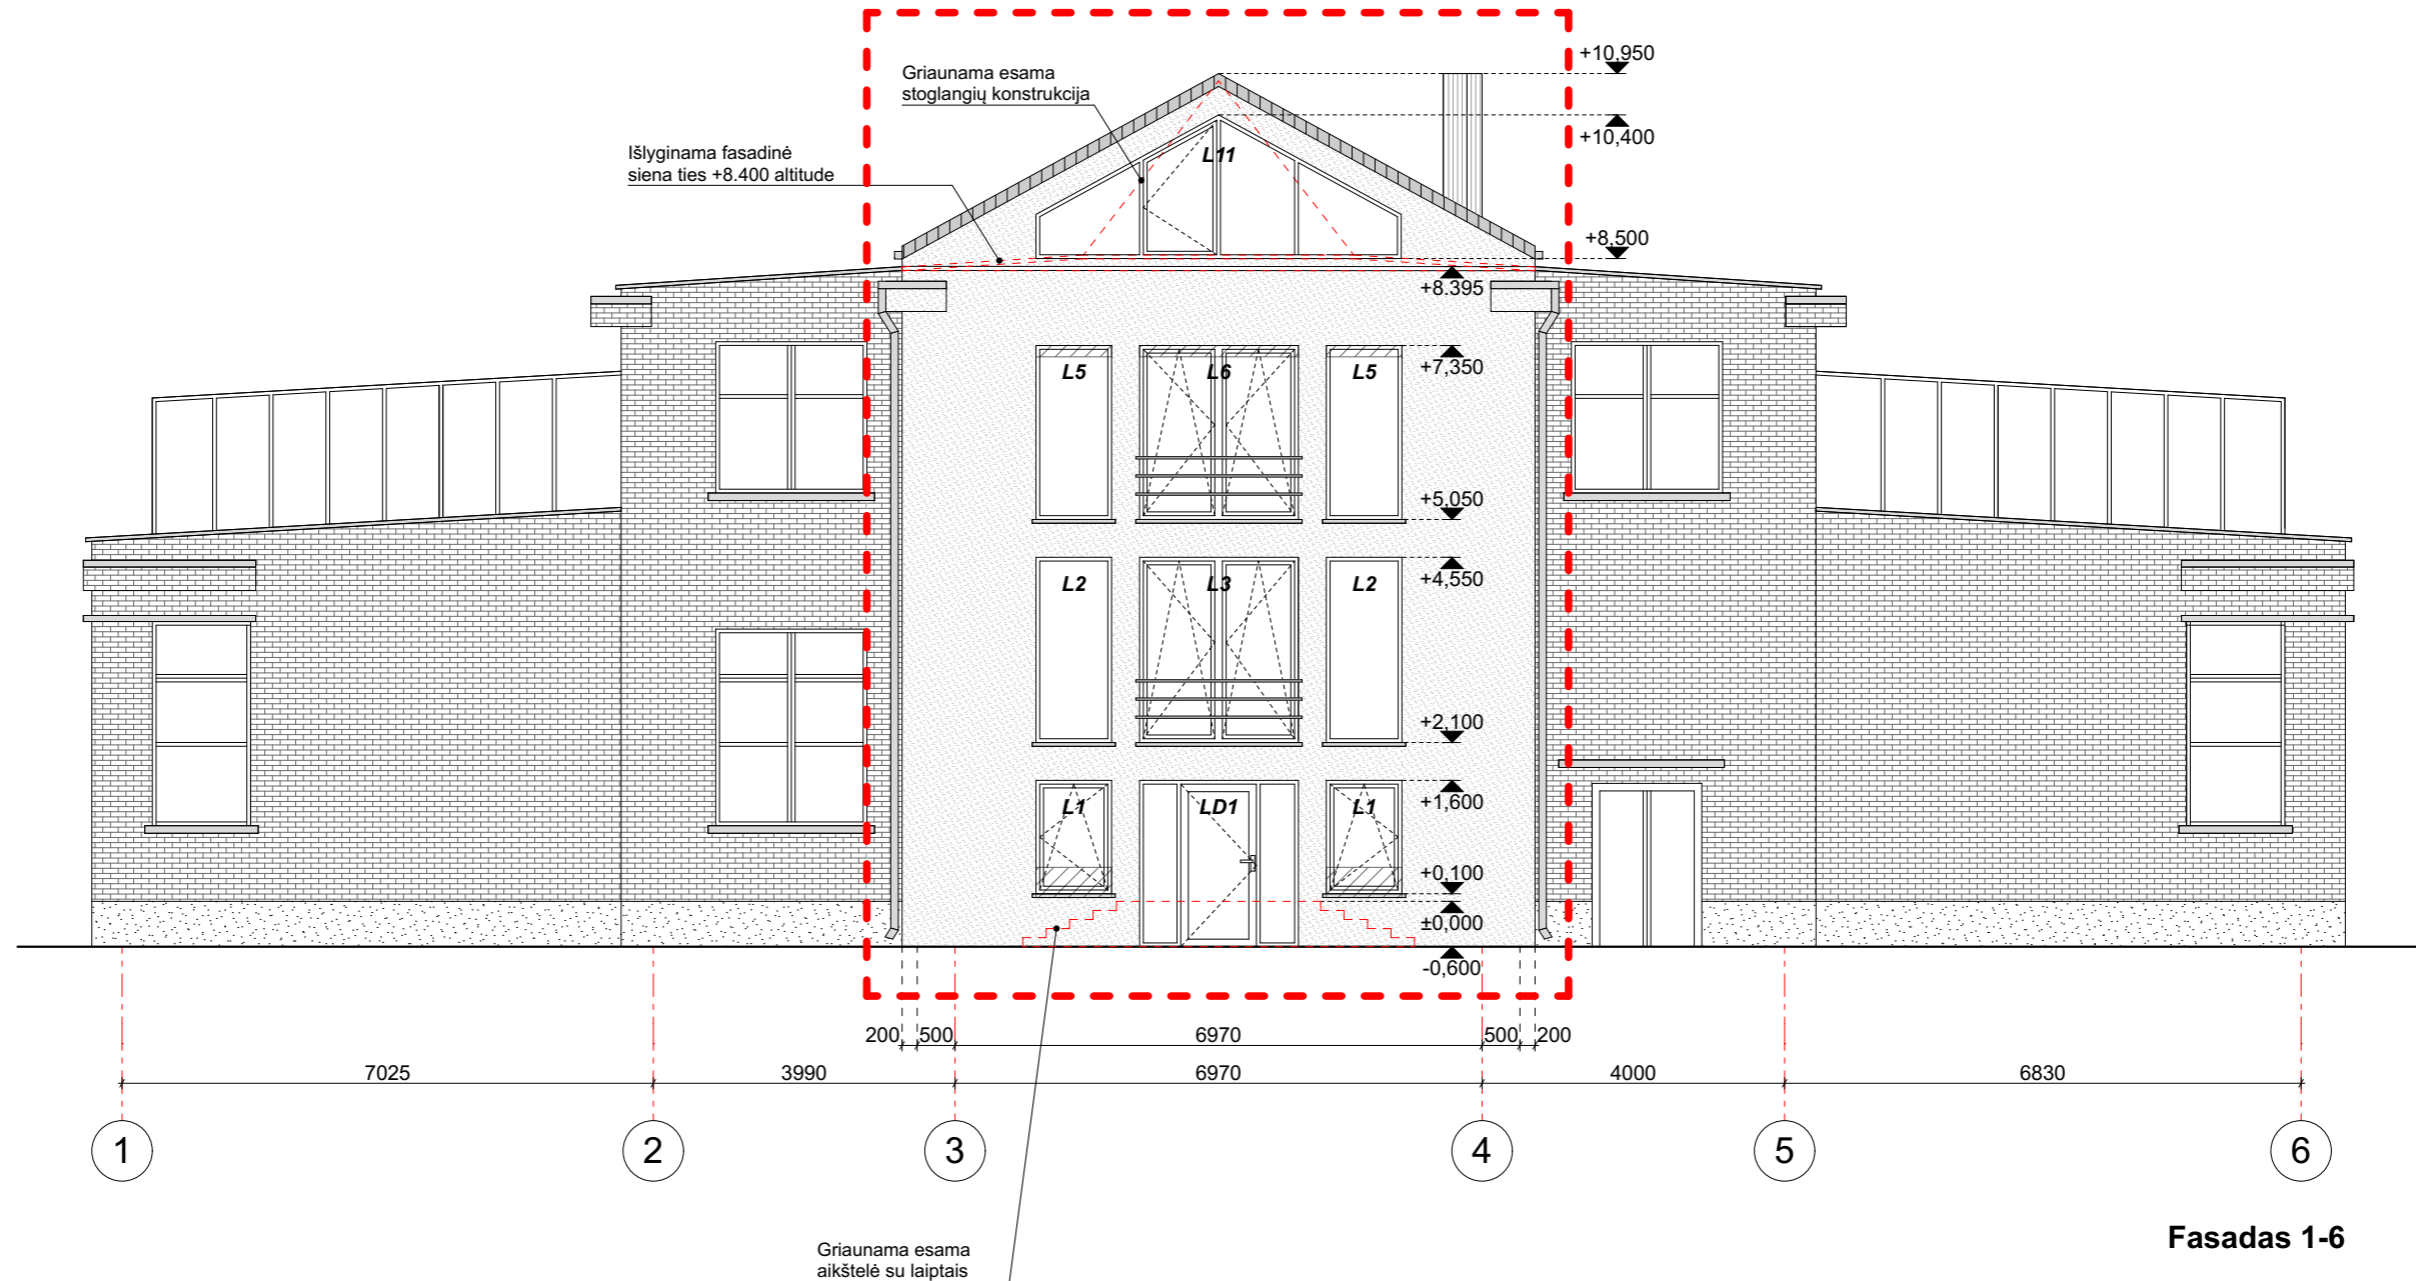 +10,950
Griaunama esama
stoglangių konstrukcija
+10,400
Išlyginama fasadinė
siena ties +8.400 altitude
L11
+8,500
+8.395
L5
L6
L5
+7,350
+5,050
L2
L3
L2
+4,550
+2,100
L1
LD1
L1
+1,600
+0,100
±0,000
-0,600
200 500 6970 500 200
7025 3990 6970 4000 6830
1 2 3 4 5 6
Fasadas 1-6
Griaunama esama
aikštelė su laiptais